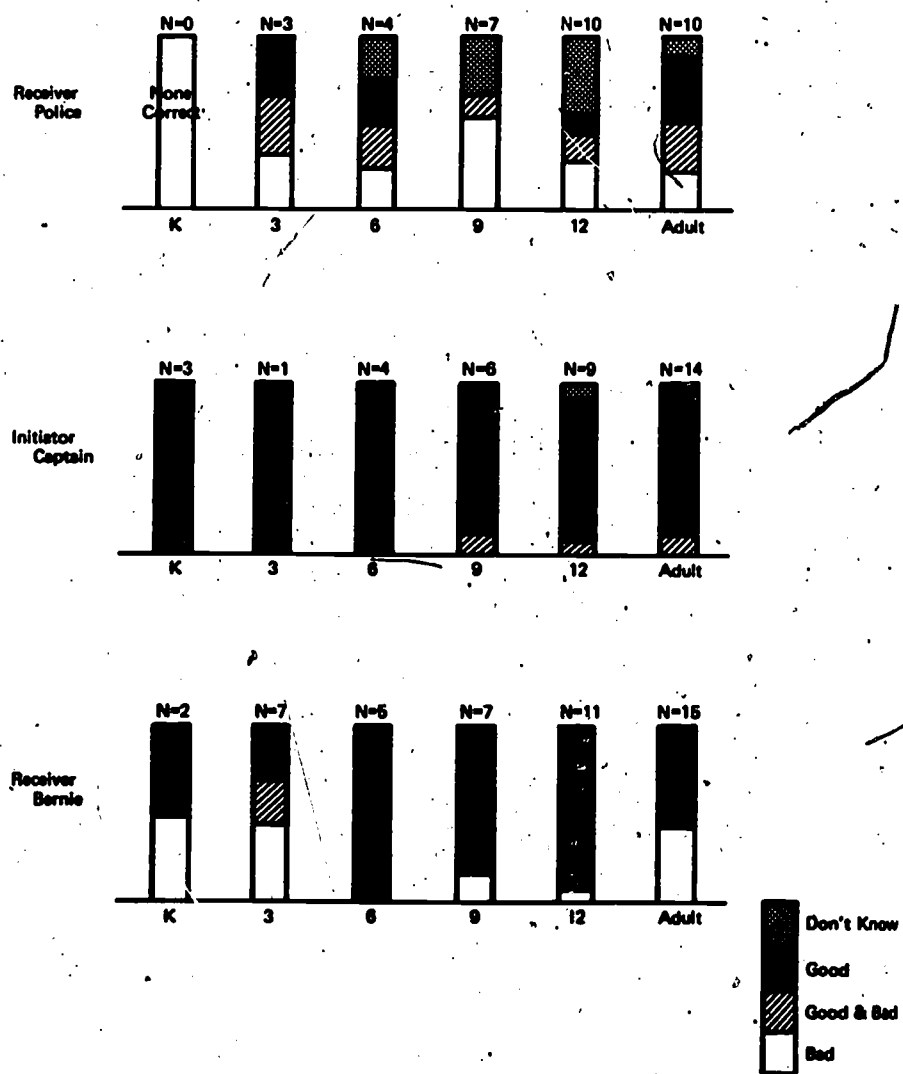 N=0 N=3 N=4 N=7 N=10 N=10
Receiver
Police
None
Correct
K 3 6 9 12 Adult
N=3 N=1 N=4 N=6 N=9 N=14
Initiator
Captain
K 3 6 9 12 Adult
N=2 N=7 N=5 N=7 N=11 N=15
Receiver
Bernie
K 3 6 9 12 Adult
Don't Know
Good
Good & Bad
Bad